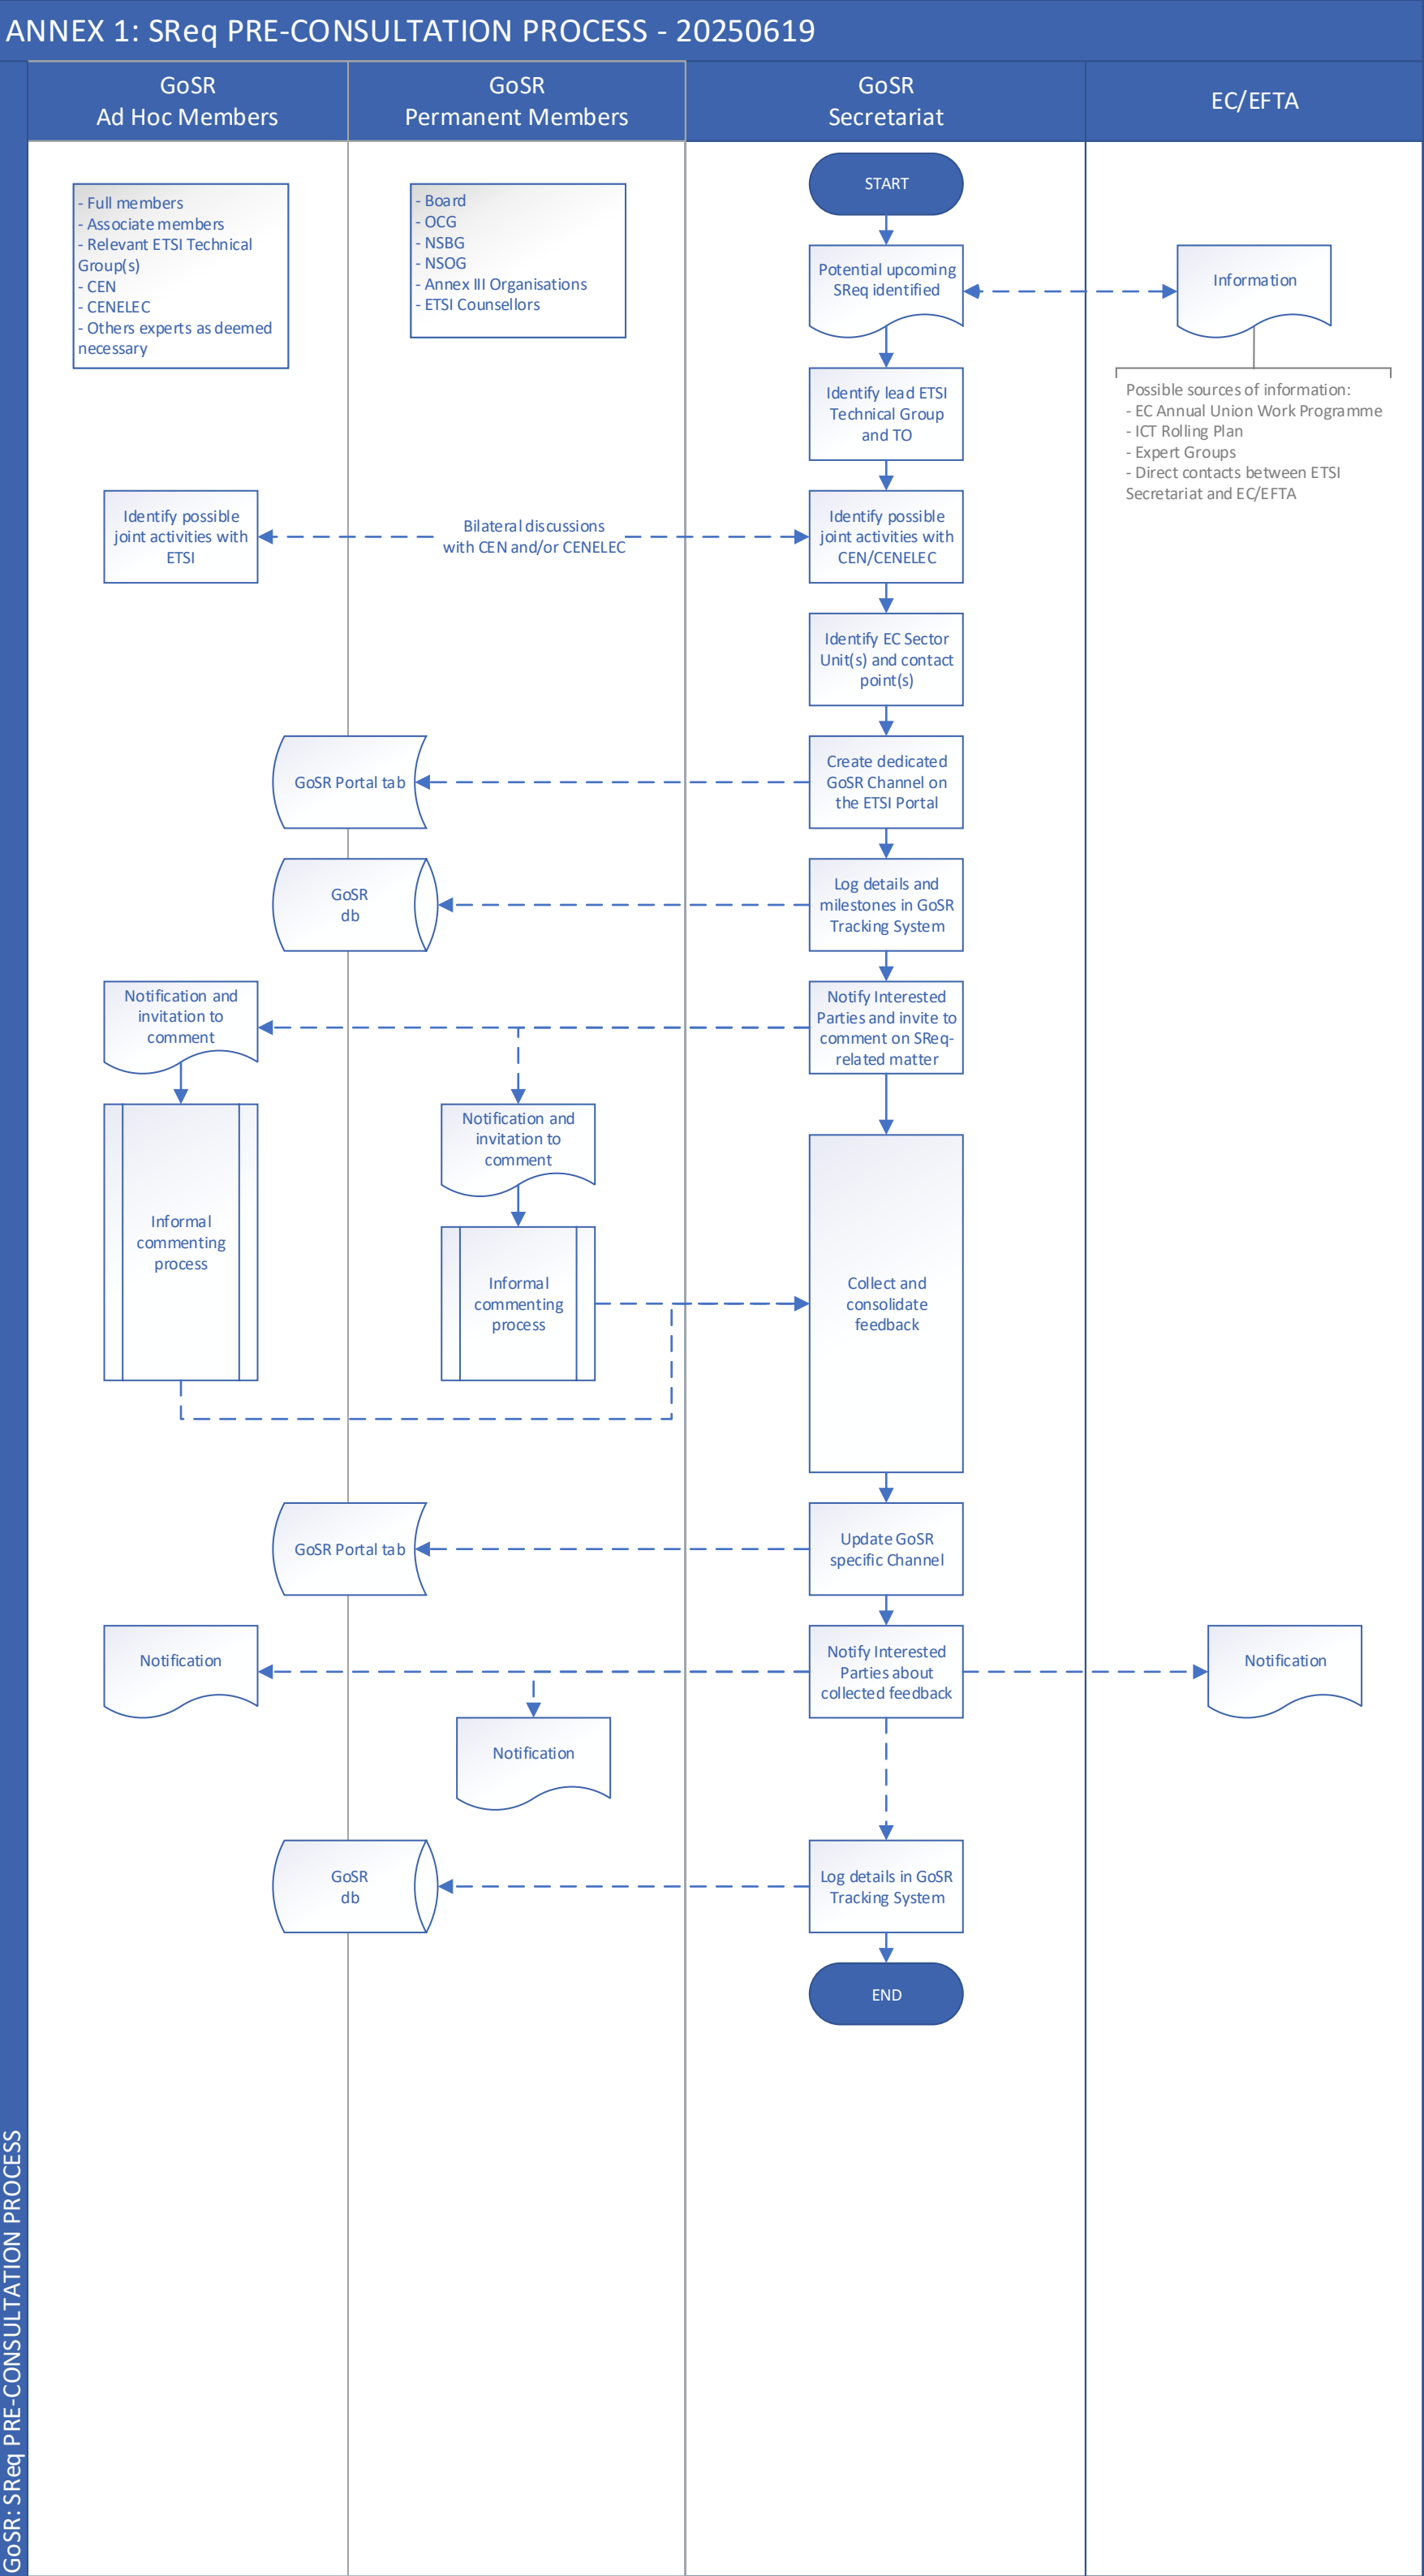 ANNEX 1: SReq PRE-CONSULTATION PROCESS - 20250619
GoSR
Ad Hoc Members
GoSR
Permanent Members
GoSR
Secretariat
EC/EFTA
START
- Full members
- Associate members
- Relevant ETSI Technical
Group(s)
- CEN
- CENELEC
- Others experts as deemed
necessary
- Board
- OCG
- NSBG
- NSOG
- Annex III Organisations
- ETSI Counsellors
Potential upcoming
SReq identified
Information
Possible sources of information:
- EC Annual Union Work Programme
- ICT Rolling Plan
- Expert Groups
- Direct contacts between ETSI
Secretariat and EC/EFTA
Identify lead ETSI
Technical Group
and TO
Identify possible
joint activities with
ETSI
Bilateral discussions
with CEN and/or CENELEC
Identify possible
joint activities with
CEN/CENELEC
Identify EC Sector
Unit(s) and contact
point(s)
GoSR Portal tab
Create dedicated
GoSR Channel on
the ETSI Portal
GoSR
db
Log details and
milestones in GoSR
Tracking System
Notification and
invitation to
comment
Notify Interested
Parties and invite to
comment on SReq-
related matter
Notification and
invitation to
comment
Informal
commenting
process
Informal
commenting
process
Collect and
consolidate
feedback
GoSR Portal tab
Update GoSR
specific Channel
Notification
Notify Interested
Parties about
collected feedback
Notification
Notification
GoSR
db
Log details in GoSR
Tracking System
END
GoSR: SReq PRE-CONSULTATION PROCESS